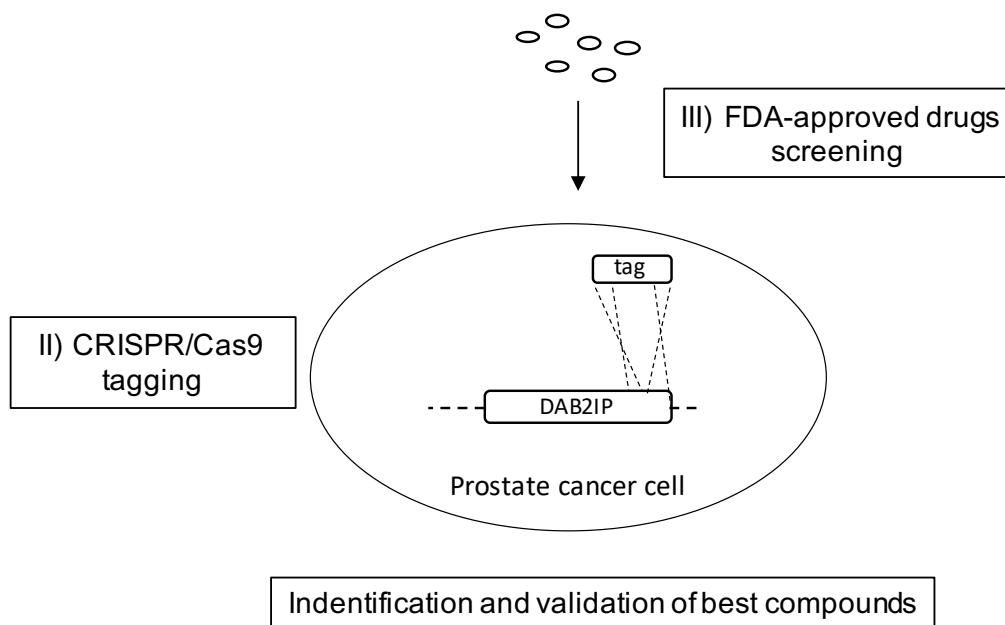 III) FDA-approved drugs
screening
tag
II) CRISPR/Cas9
tagging
DAB2IP
Prostate cancer cell
Indentification and validation of best compounds